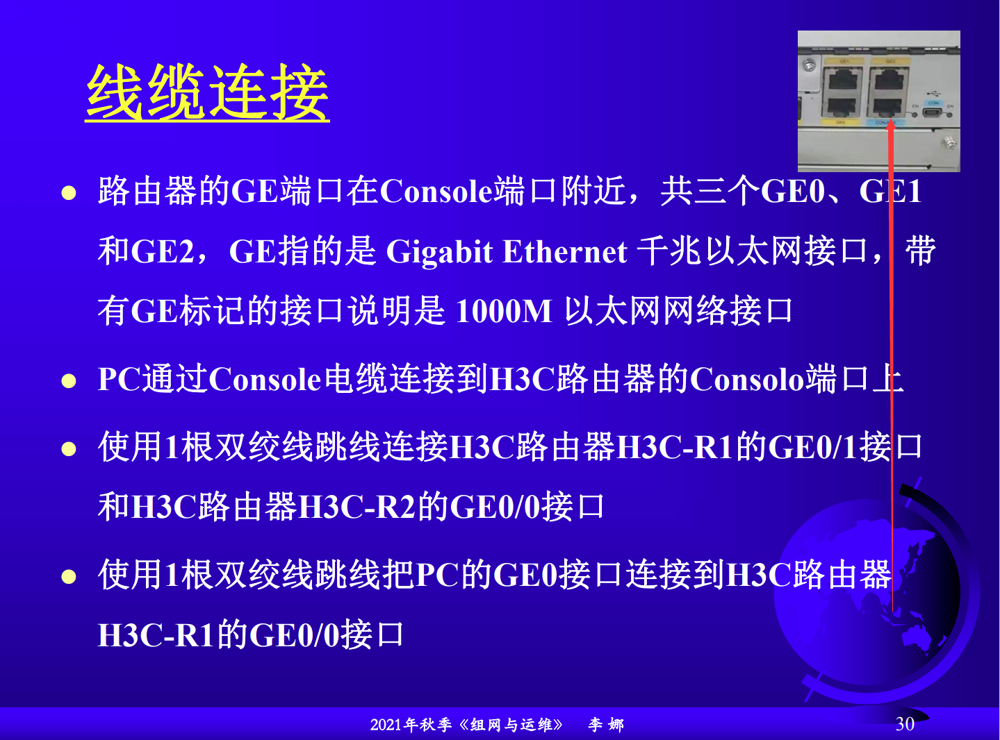 线缆连接
GE1 GE2
EN CON EN
GE0
路由器的GE端口在Console端口附近，共三个GE0、GE1
和GE2，GE指的是 Gigabit Ethernet 千兆以太网接口，带
有GE标记的接口说明是 1000M 以太网网络接口
PC通过Console电缆连接到H3C路由器的Consolo端口上
使用1根双绞线跳线连接H3C路由器H3C-R1的GE0/1接口
和H3C路由器H3C-R2的GE0/0接口
使用1根双绞线跳线把PC的GE0接口连接到H3C路由器
H3C-R1的GE0/0接口
2021年秋季《组网与运维》 李 娜
30